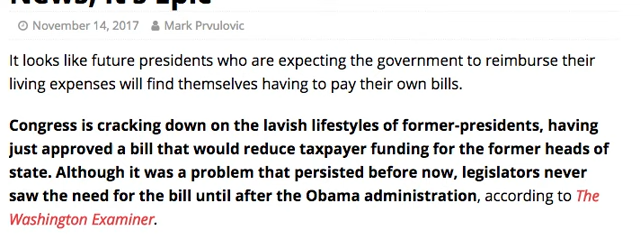 November 14, 2017 Mark Prvulovic
It looks like future presidents who are expecting the government to reimburse their
living expenses will find themselves having to pay their own bills.
Congress is cracking down on the lavish lifestyles of former-presidents, having
just approved a bill that would reduce taxpayer funding for the former heads of
state. Although it was a problem that persisted before now, legislators never
saw the need for the bill until after the Obama administration, according to The
Washington Examiner.